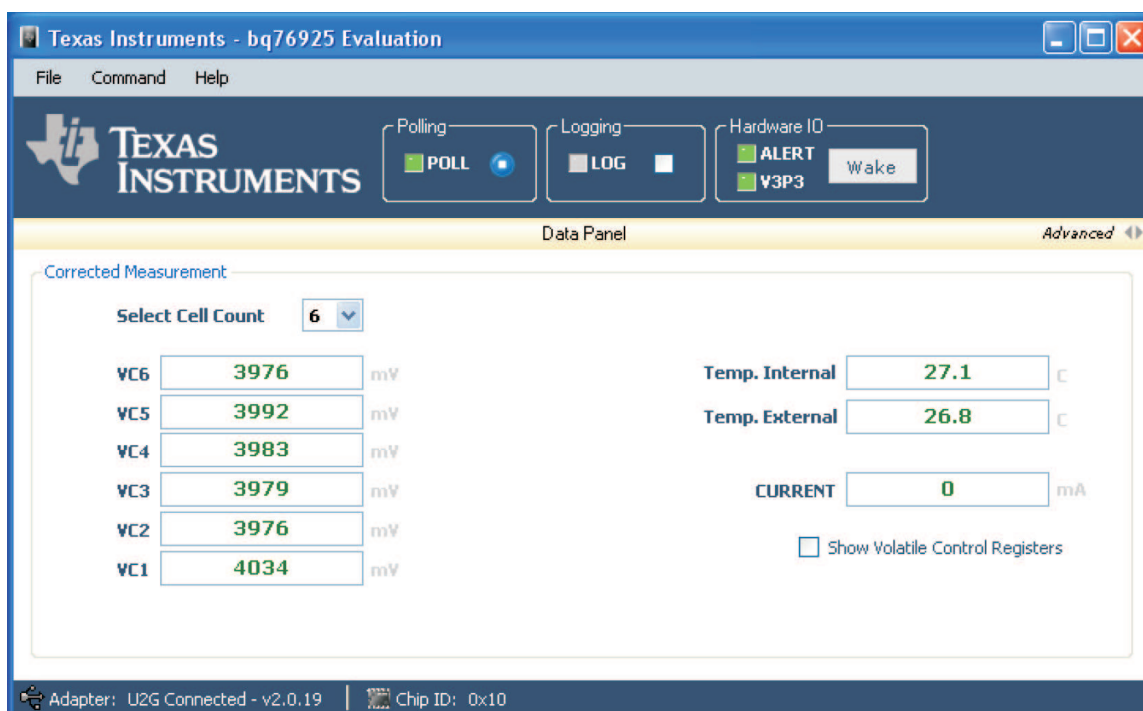 Texas Instruments - bq76925 Evaluation
File Command Help
TEXAS INSTRUMENTS
Polling
POLL
Logging
LOG
Hardware IO
ALERT
V3P3
Wake
Data Panel
Advanced
Corrected Measurement
Select Cell Count 6
VC6 3976 mV
VC5 3992 mV
VC4 3983 mV
VC3 3979 mV
VC2 3976 mV
VC1 4034 mV
Temp. Internal 27.1 C
Temp. External 26.8 C
CURRENT 0 mA
Show Volatile Control Registers
Adapter: U2G Connected - v2.0.19
Chip ID: 0x10